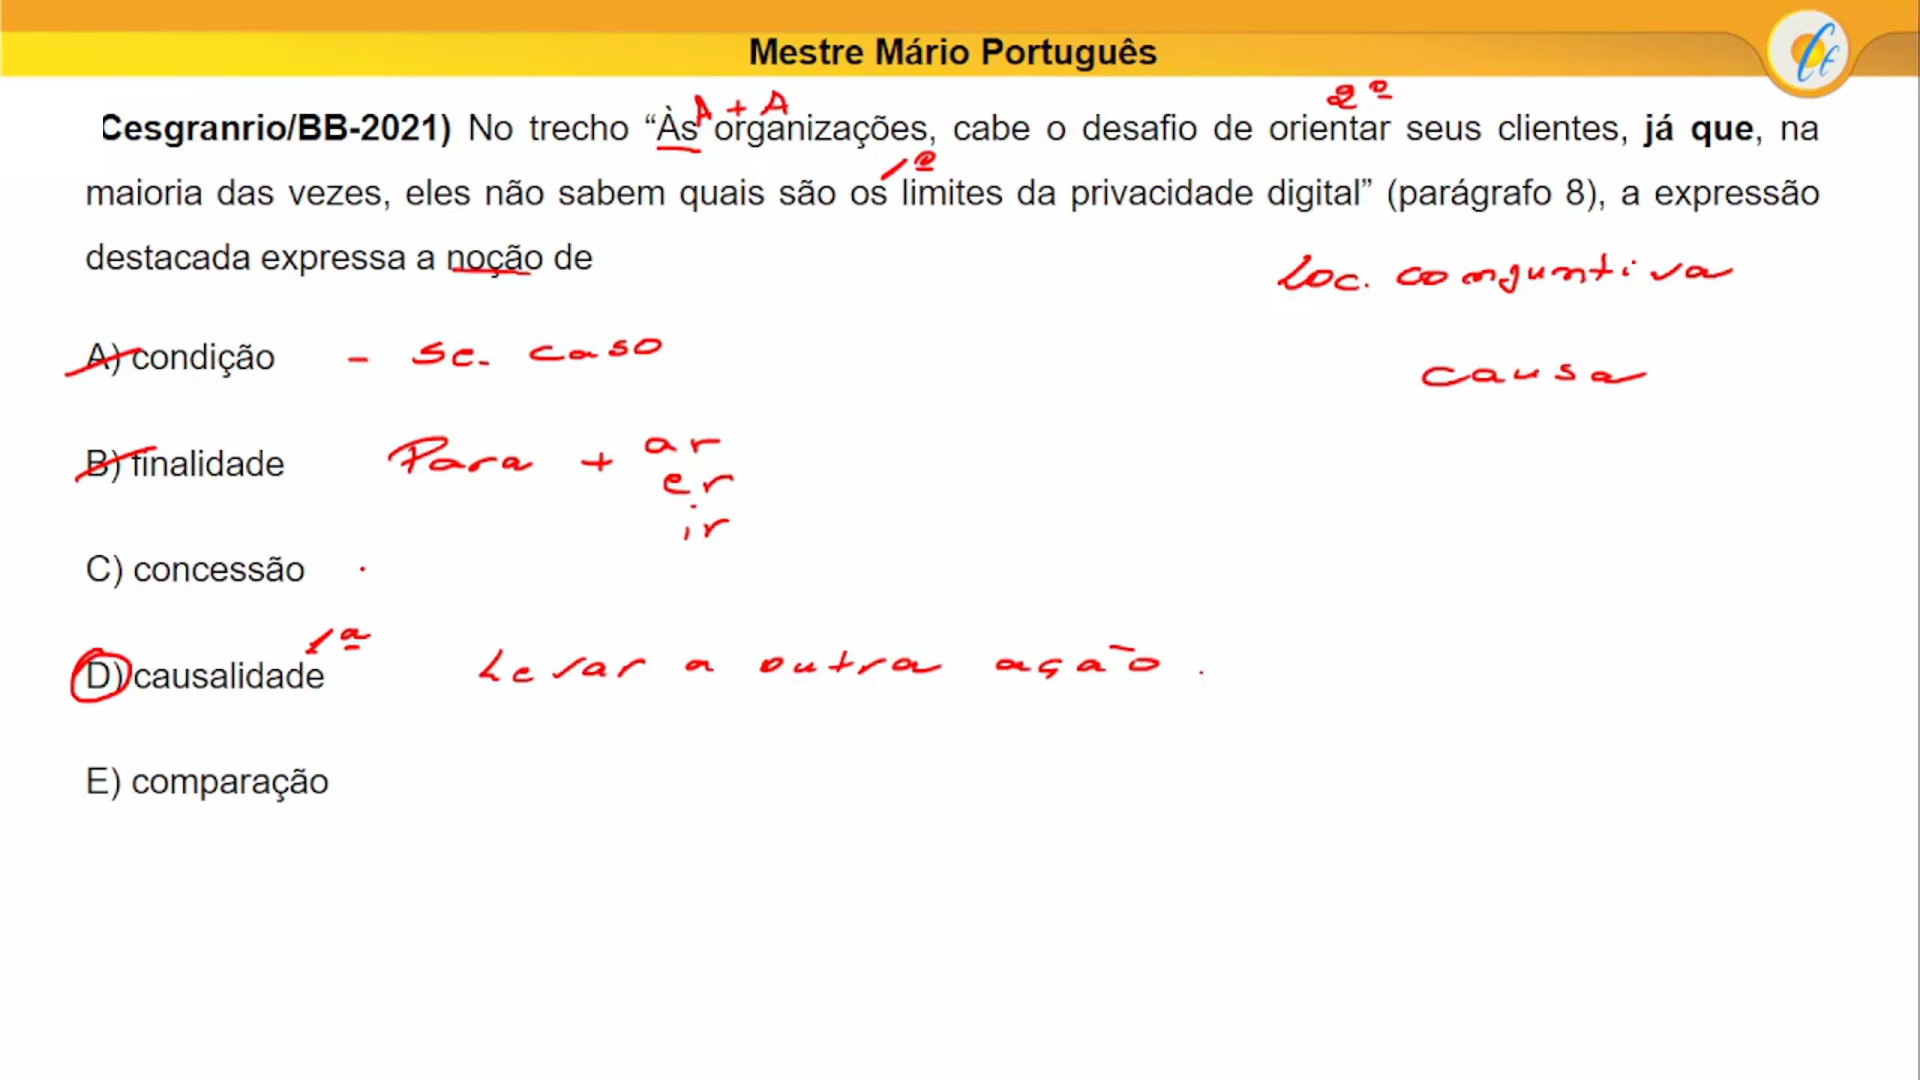 Mestre Mário Português
A + A
2º
Cesgranrio/BB-2021) No trecho “Às organizações, cabe o desafio de orientar seus clientes, já que, na
1º
maioria das vezes, eles não sabem quais são os limites da privacidade digital” (parágrafo 8), a expressão
destacada expressa a noção de
Loc. conjuntiva
A) condição - se. caso
causa
B) finalidade Para + ar
er
ir
C) concessão
1ª
D) causalidade Levar a outra ação.
E) comparação